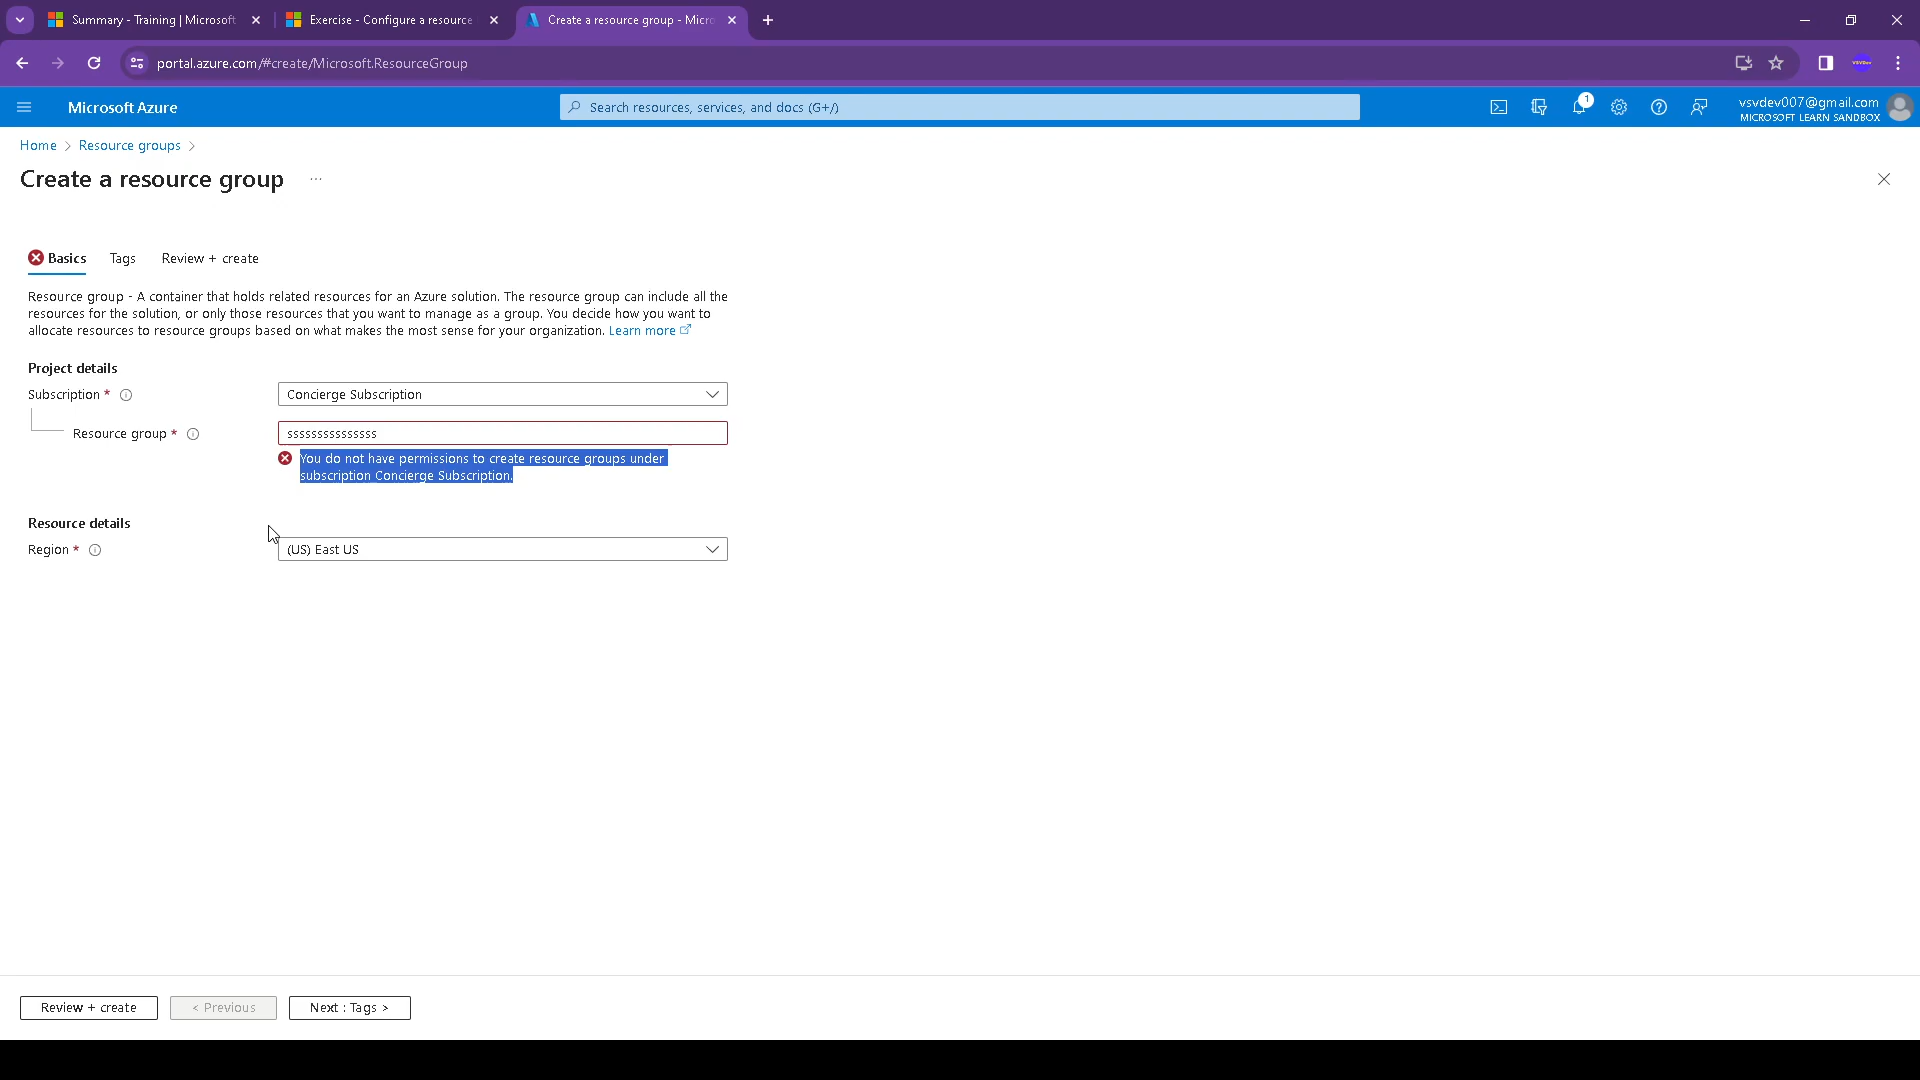 Summary - Training | Microsoft
Exercise - Configure a resource
Create a resource group - Micro
portal.azure.com/#create/Microsoft.ResourceGroup
Microsoft Azure
Search resources, services, and docs (G+/)
1
vsvdev007@gmail.com
MICROSOFT LEARN SANDBOX
Home > Resource groups >
Create a resource group ...
Basics Tags Review + create
Resource group - A container that holds related resources for an Azure solution. The resource group can include all the
resources for the solution, or only those resources that you want to manage as a group. You decide how you want to
allocate resources to resource groups based on what makes the most sense for your organization. Learn more
Project details
Subscription *
Concierge Subscription
Resource group *
sssssssssssssss
You do not have permissions to create resource groups under
subscription Concierge Subscription.
Resource details
Region *
(US) East US
Review + create
< Previous
Next : Tags >